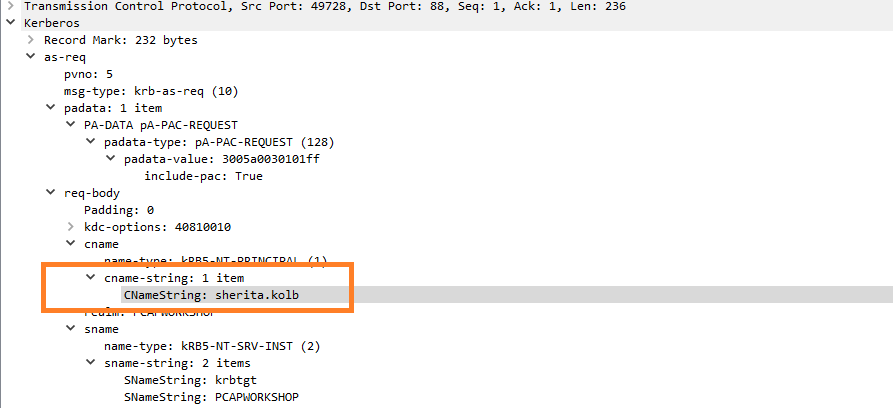 Transmission Control Protocol, Src Port: 49728, Dst Port: 88, Seq: 1, Ack: 1, Len: 236
Kerberos
Record Mark: 232 bytes
as-req
pvno: 5
msg-type: krb-as-req (10)
padata: 1 item
PA-DATA pA-PAC-REQUEST
padata-type: pA-PAC-REQUEST (128)
padata-value: 3005a0030101ff
include-pac: True
req-body
Padding: 0
kdc-options: 40810010
cname
name-type: kRB5-NT-PRINCIPAL (1)
cname-string: 1 item
CNameString: sherita.kolb
realm: PCAPWORKSHOP
sname
name-type: kRB5-NT-SRV-INST (2)
sname-string: 2 items
SNameString: krbtgt
SNameString: PCAPWORKSHOP